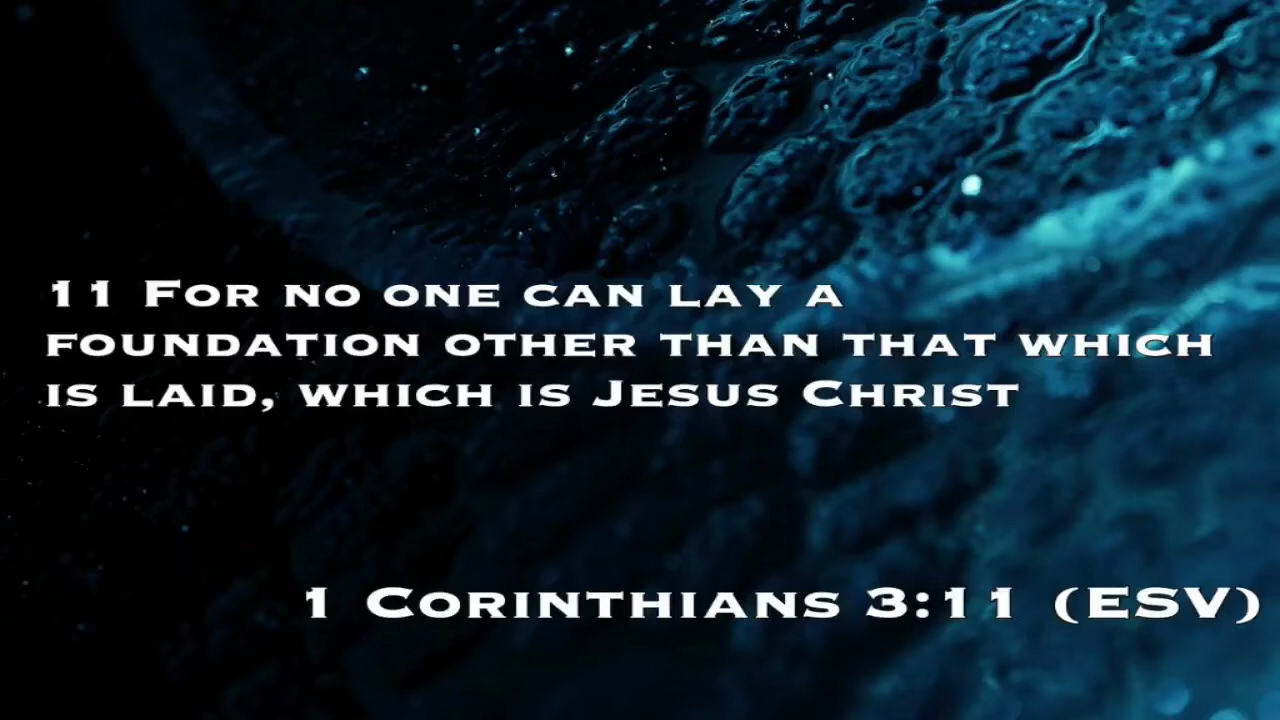 11 For no one can lay a
foundation other than that which
is laid, which is Jesus Christ
1 Corinthians 3:11 (ESV)